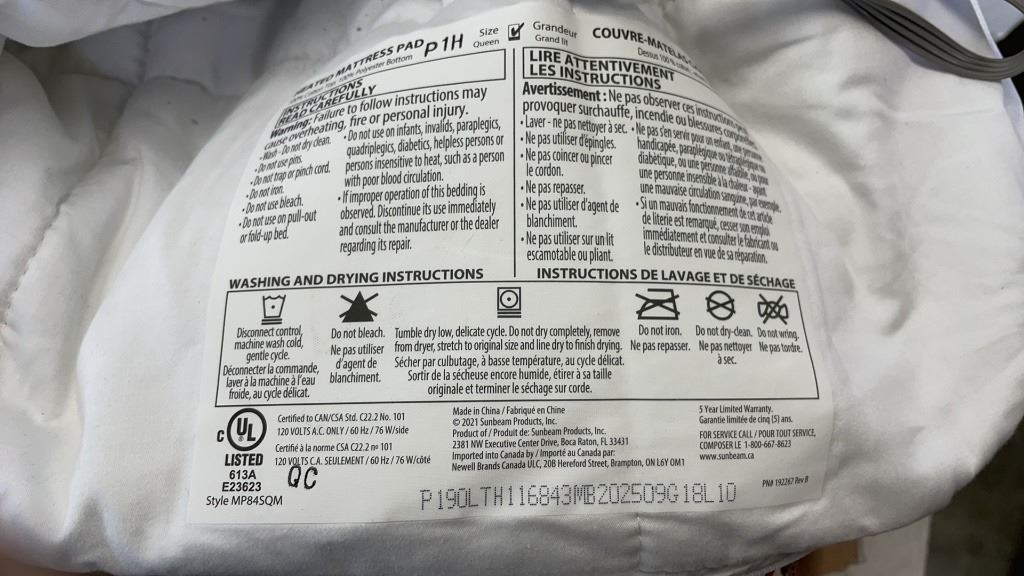 HEATED MATTRESS PAD P1H
Polyester Bottom
Size
Queen
Grandeur
Grand lit
COUVRE-MATELAS
Dessus 100
INSTRUCTIONS
READ CAREFULLY
Warning: Failure to follow instructions may
cause overheating, fire or personal injury.
• Wash - Do not dry clean.
• Do not use pins.
• Do not trap or pinch cord.
• Do not iron.
• Do not use bleach.
• Do not use on pull-out
or fold-up bed.
• Do not use on infants, invalids, paraplegics,
quadriplegics, diabetics, helpless persons or
persons insensitive to heat, such as a person
with poor blood circulation.
• If improper operation of this bedding is
observed. Discontinue its use immediately
and consult the manufacturer or the dealer
regarding its repair.
LIRE ATTENTIVEMENT
LES INSTRUCTIONS
Avertissement : Ne pas observer ces instructions
provoquer surchauffe, incendie ou blessures
• Laver - ne pas nettoyer à sec.
• Ne pas utiliser d'épingles.
• Ne pas coincer ou pincer
le cordon.
• Ne pas repasser.
• Ne pas utiliser d'agent de
blanchiment.
• Ne pas utiliser sur un lit
escamotable ou pliant.
• Ne pas s'en servir pour un enfant, une
handicapée, paraplégique ou
diabétique, ou une personne affaiblie, ou
une personne insensible à la chaleur - ayant
une mauvaise circulation sanguine, par exemple.
• Si un mauvais fonctionnement de cet article
de literie est remarqué, cesser son emploi
immédiatement et consulter le fabricant ou
le distributeur en vue de sa réparation.
WASHING AND DRYING INSTRUCTIONS
INSTRUCTIONS DE LAVAGE ET DE SÉCHAGE
Disconnect control,
machine wash cold,
gentle cycle.
Déconnecter la commande,
laver à la machine à l'eau
froide, au cycle délicat.
Do not bleach.
Ne pas utiliser
d'agent de
blanchiment.
Tumble dry low, delicate cycle. Do not dry completely, remove
from dryer, stretch to original size and line dry to finish drying.
Sécher par culbutage, à basse température, au cycle délicat.
Sortir de la sécheuse encore humide, étirer à sa taille
originale et terminer le séchage sur corde.
Do not iron.
Ne pas repasser.
Do not dry-clean.
Ne pas nettoyer
à sec.
Do not wring.
Ne pas tordre.
C UL
LISTED
613A
E23623
Style MP84SQM
Certified to CAN/CSA Std. C22.2 No. 101
120 VOLTS A.C. ONLY / 60 Hz / 76 W/side
Certifié à la norme CSA C22.2 nº 101
120 VOLTS C.A. SEULEMENT / 60 Hz / 76 W/côté
QC
Made in China / Fabriqué en Chine
© 2021 Sunbeam Products, Inc.
Product of / Produit de: Sunbeam Products, Inc.
2381 NW Executive Center Drive, Boca Raton, FL 33431
Imported into Canada by / Importé au Canada par:
Newell Brands Canada ULC, 20B Hereford Street, Brampton, ON L6Y 0M1
5 Year Limited Warranty.
Garantie limitée de cinq (5) ans.
FOR SERVICE CALL / POUR TOUT SERVICE,
COMPOSER LE 1-800-667-8623
www.sunbeam.ca
P190LTH116843MB202509G18L10
PN# 192267 Rev B